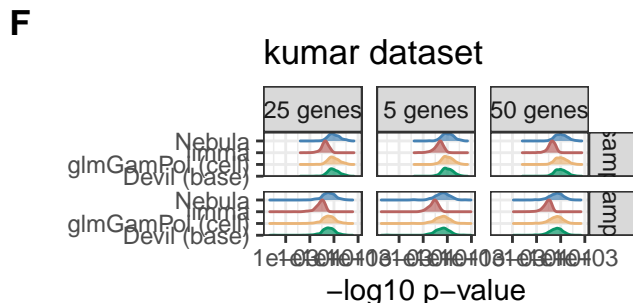 F
kumar dataset
25 genes 5 genes 50 genes
Nebula
limma
glmGamPoi (cell)
Devil (base)
Nebula
limma
glmGamPoi (cell)
Devil (base)
−log10 p−value